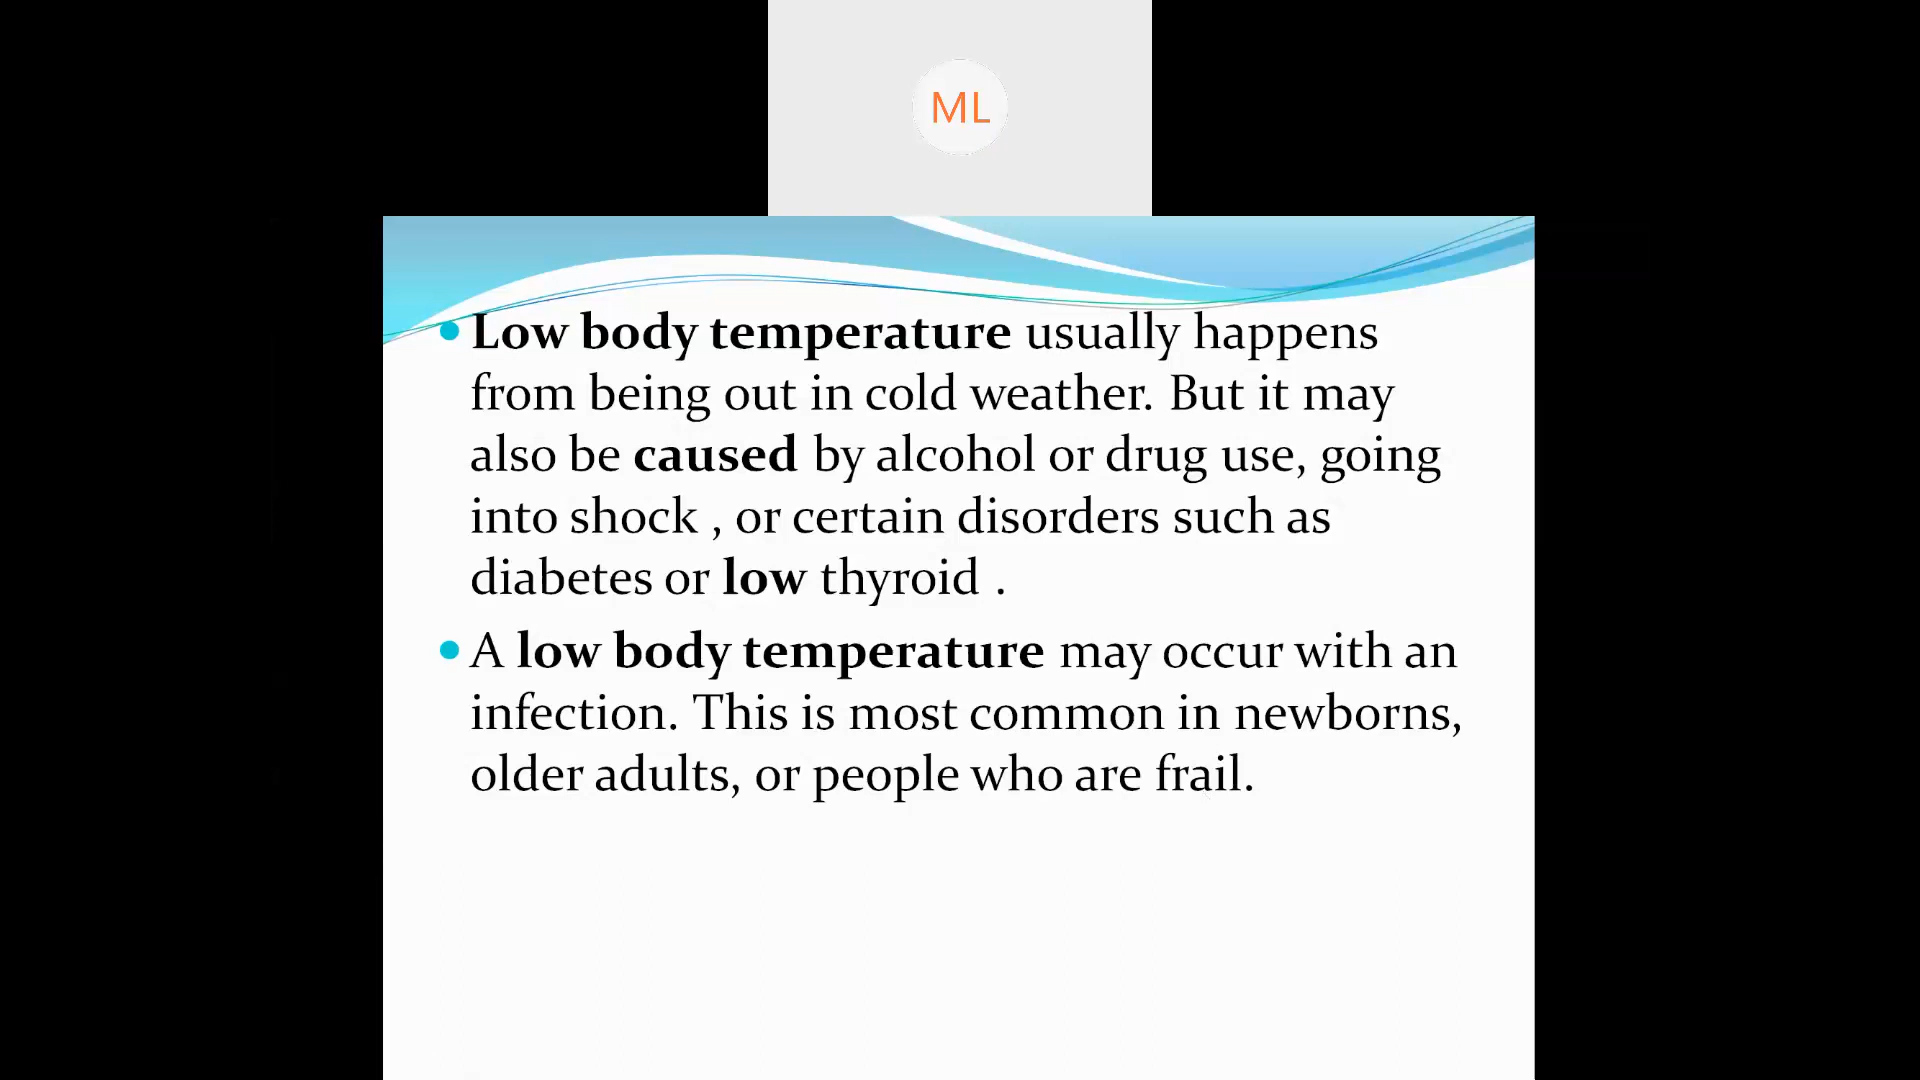 ML
Low body temperature usually happens
from being out in cold weather. But it may
also be caused by alcohol or drug use, going
into shock , or certain disorders such as
diabetes or low thyroid .
A low body temperature may occur with an
infection. This is most common in newborns,
older adults, or people who are frail.